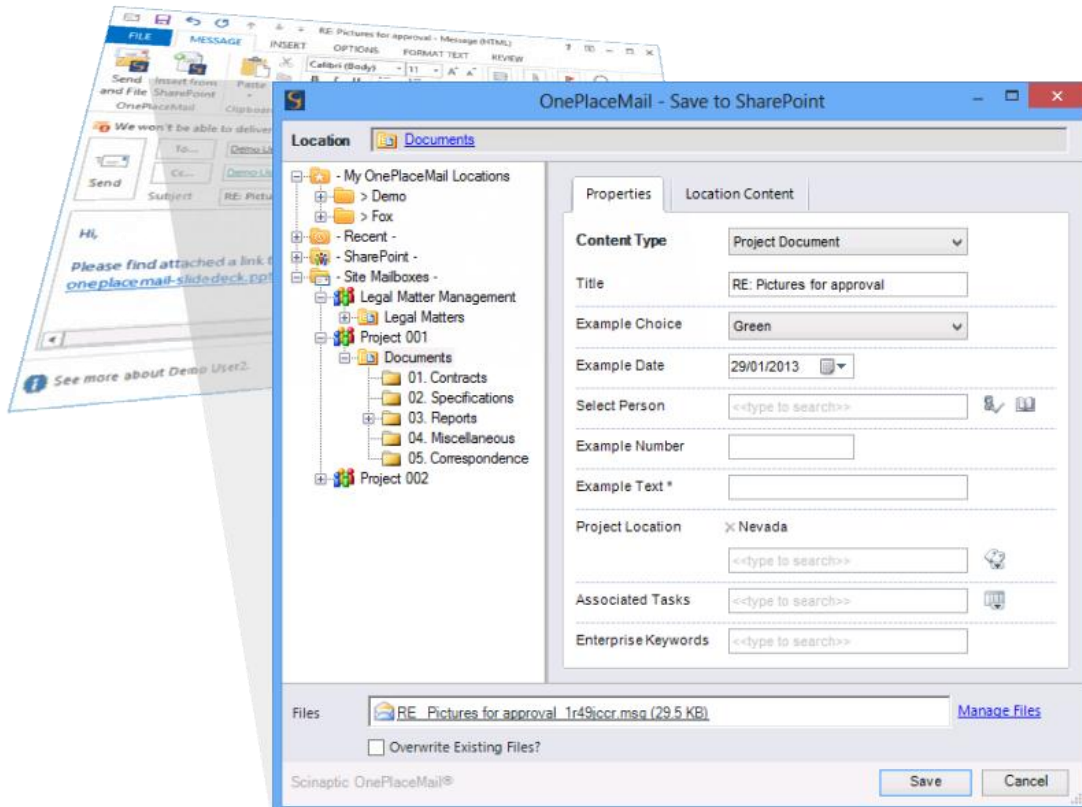 RE: Pictures for approval - Message (HTML)
FILE MESSAGE INSERT OPTIONS FORMAT TEXT REVIEW
Calibri (Body) 11
Send and File
Insert from SharePoint
Paste
OnePlaceMail
Clipboard
We won't be able to deliver
To...
Cc...
Send
Subject
RE: Pictu
Hi,
Please find attached a link
oneplacemail-slidedeck.ppt
See more about Demo User2.
OnePlaceMail - Save to SharePoint
Location Documents
- My OnePlaceMail Locations
> Demo
> Fox
- Recent -
- SharePoint -
- Site Mailboxes -
Legal Matter Management
Legal Matters
Project 001
Documents
01. Contracts
02. Specifications
03. Reports
04. Miscellaneous
05. Correspondence
Project 002
Properties Location Content
Content Type Project Document
Title RE: Pictures for approval
Example Choice Green
Example Date 29/01/2013
Select Person <<type to search>>
Example Number
Example Text *
Project Location Nevada
<<type to search>>
Associated Tasks <<type to search>>
Enterprise Keywords <<type to search>>
Files RE_ Pictures for approval_1r49jccr.msg (29.5 KB) Manage Files
Overwrite Existing Files?
Scinaptic OnePlaceMail® Save Cancel